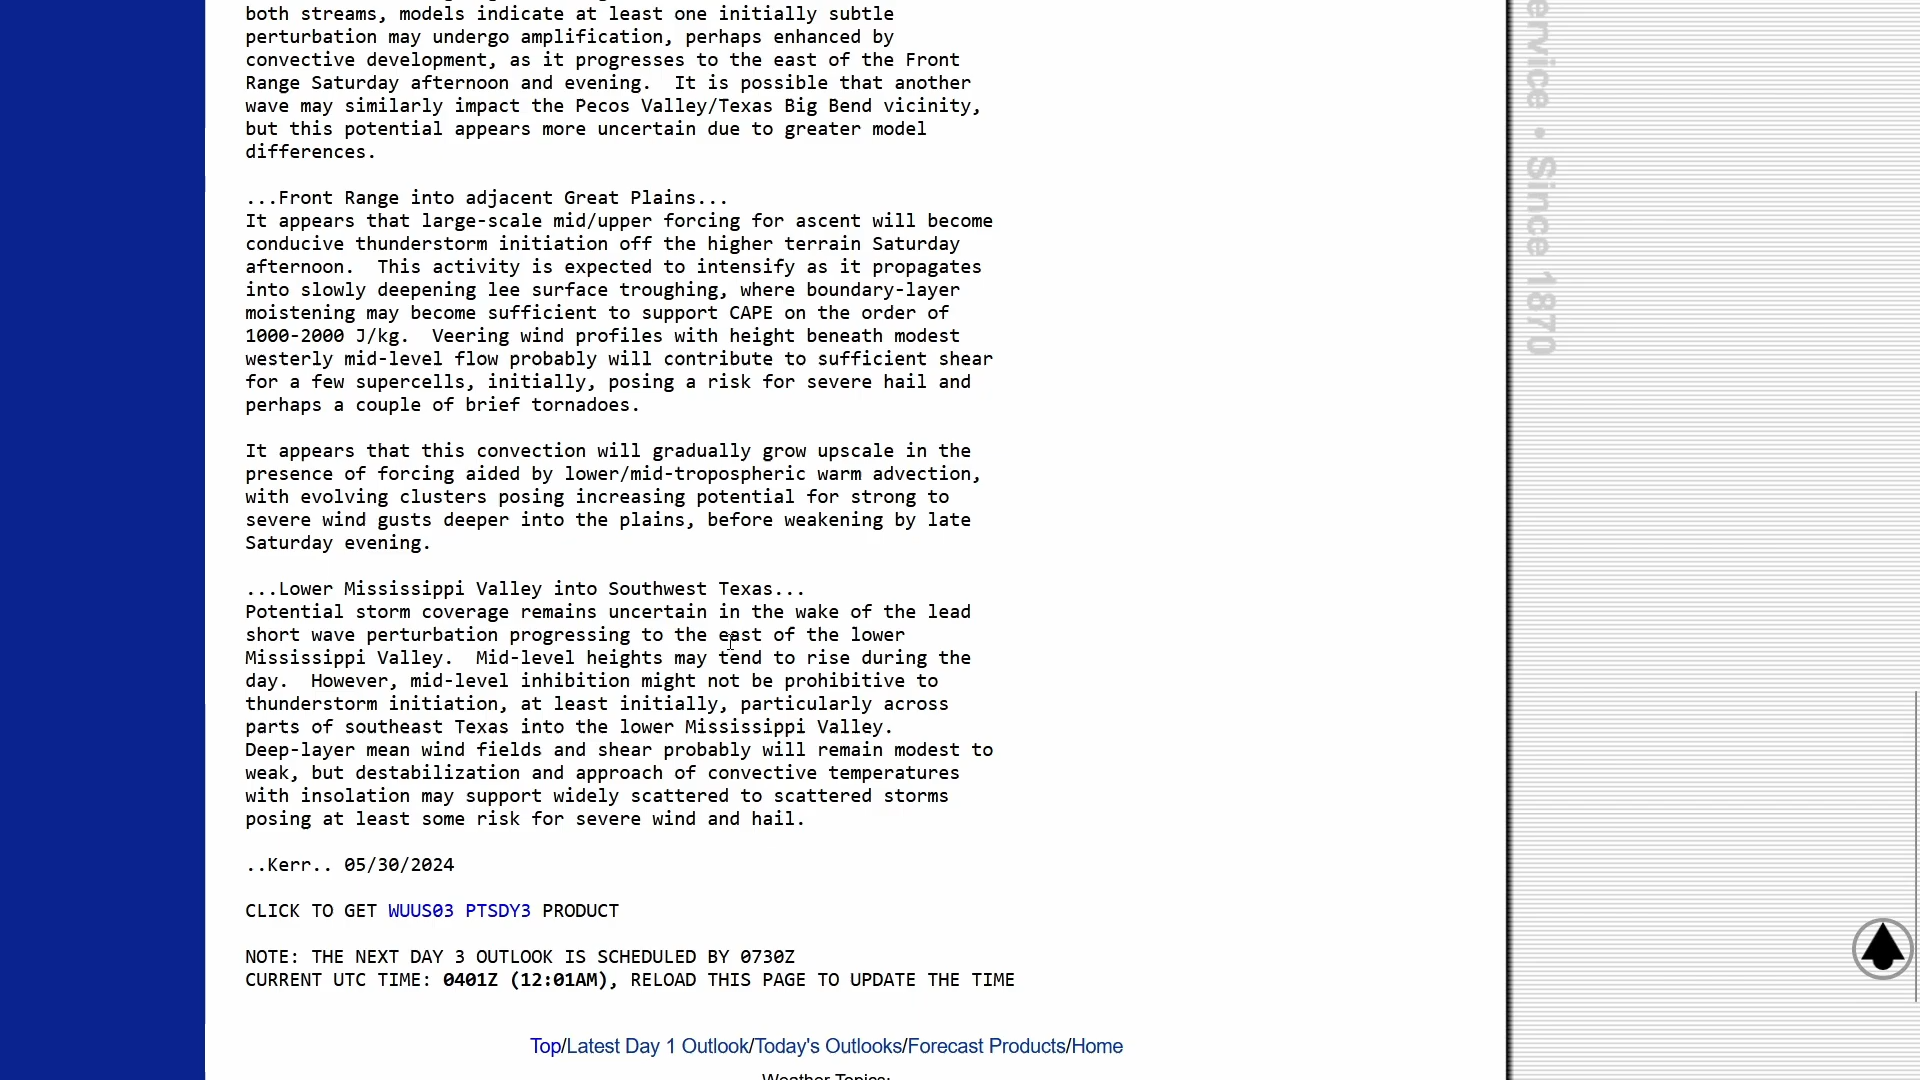 both streams, models indicate at least one initially subtle
perturbation may undergo amplification, perhaps enhanced by
convective development, as it progresses to the east of the Front
Range Saturday afternoon and evening.  It is possible that another
wave may similarly impact the Pecos Valley/Texas Big Bend vicinity,
but this potential appears more uncertain due to greater model
differences.

...Front Range into adjacent Great Plains...
It appears that large-scale mid/upper forcing for ascent will become
conducive thunderstorm initiation off the higher terrain Saturday
afternoon.  This activity is expected to intensify as it propagates
into slowly deepening lee surface troughing, where boundary-layer
moistening may become sufficient to support CAPE on the order of
1000-2000 J/kg.  Veering wind profiles with height beneath modest
westerly mid-level flow probably will contribute to sufficient shear
for a few supercells, initially, posing a risk for severe hail and
perhaps a couple of brief tornadoes.

It appears that this convection will gradually grow upscale in the
presence of forcing aided by lower/mid-tropospheric warm advection,
with evolving clusters posing increasing potential for strong to
severe wind gusts deeper into the plains, before weakening by late
Saturday evening.

...Lower Mississippi Valley into Southwest Texas...
Potential storm coverage remains uncertain in the wake of the lead
short wave perturbation progressing to the east of the lower
Mississippi Valley.  Mid-level heights may tend to rise during the
day.  However, mid-level inhibition might not be prohibitive to
thunderstorm initiation, at least initially, particularly across
parts of southeast Texas into the lower Mississippi Valley.
Deep-layer mean wind fields and shear probably will remain modest to
weak, but destabilization and approach of convective temperatures
with insolation may support widely scattered to scattered storms
posing at least some risk for severe wind and hail.

..Kerr.. 05/30/2024

CLICK TO GET WUUS03 PTSDY3 PRODUCT

NOTE: THE NEXT DAY 3 OUTLOOK IS SCHEDULED BY 0730Z
CURRENT UTC TIME: 0401Z (12:01AM), RELOAD THIS PAGE TO UPDATE THE TIME

Top/Latest Day 1 Outlook/Today's Outlooks/Forecast Products/Home
Weather Topics:
ervice • Since 1870